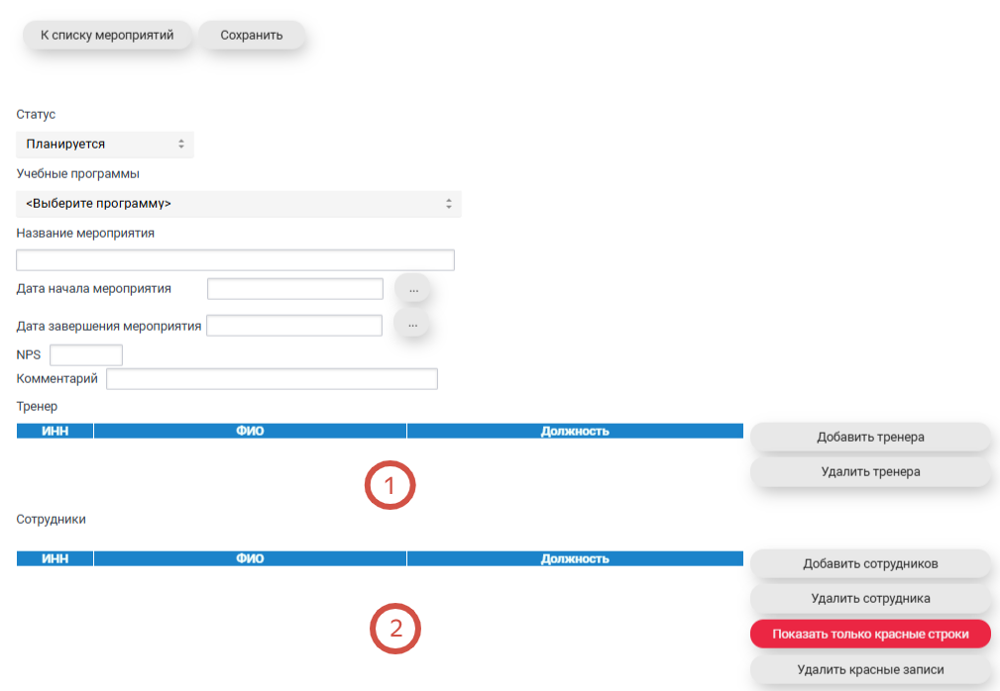 К списку мероприятий Сохранить
Статус
Планируется
Учебные программы
<Выберите программу>
Название мероприятия
Дата начала мероприятия ...
Дата завершения мероприятия ...
NPS
Комментарий
Тренер
ИНН ФИО Должность Добавить тренера
Удалить тренера
1
Сотрудники
ИНН ФИО Должность Добавить сотрудников
Удалить сотрудника
2 Показать только красные строки
Удалить красные записи